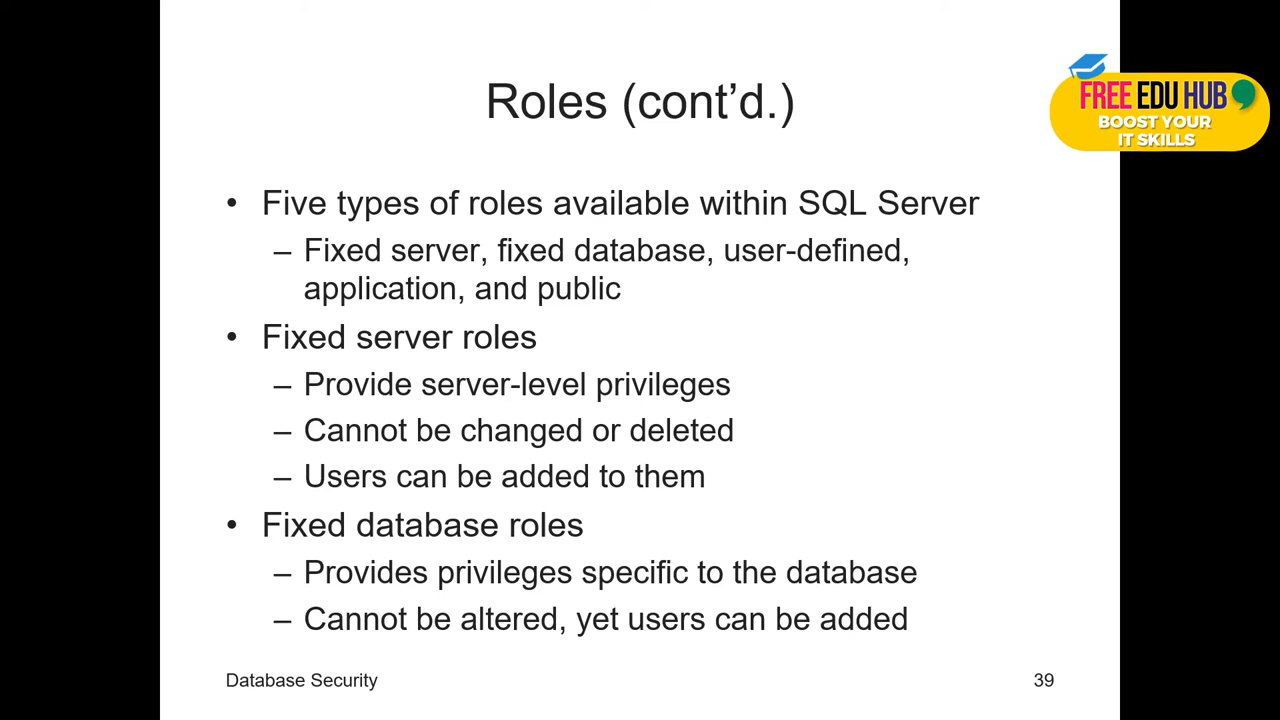 Roles (cont’d.)
FREE EDU HUB
BOOST YOUR
IT SKILLS
• Five types of roles available within SQL Server
– Fixed server, fixed database, user-defined,
application, and public
• Fixed server roles
– Provide server-level privileges
– Cannot be changed or deleted
– Users can be added to them
• Fixed database roles
– Provides privileges specific to the database
– Cannot be altered, yet users can be added
Database Security
39